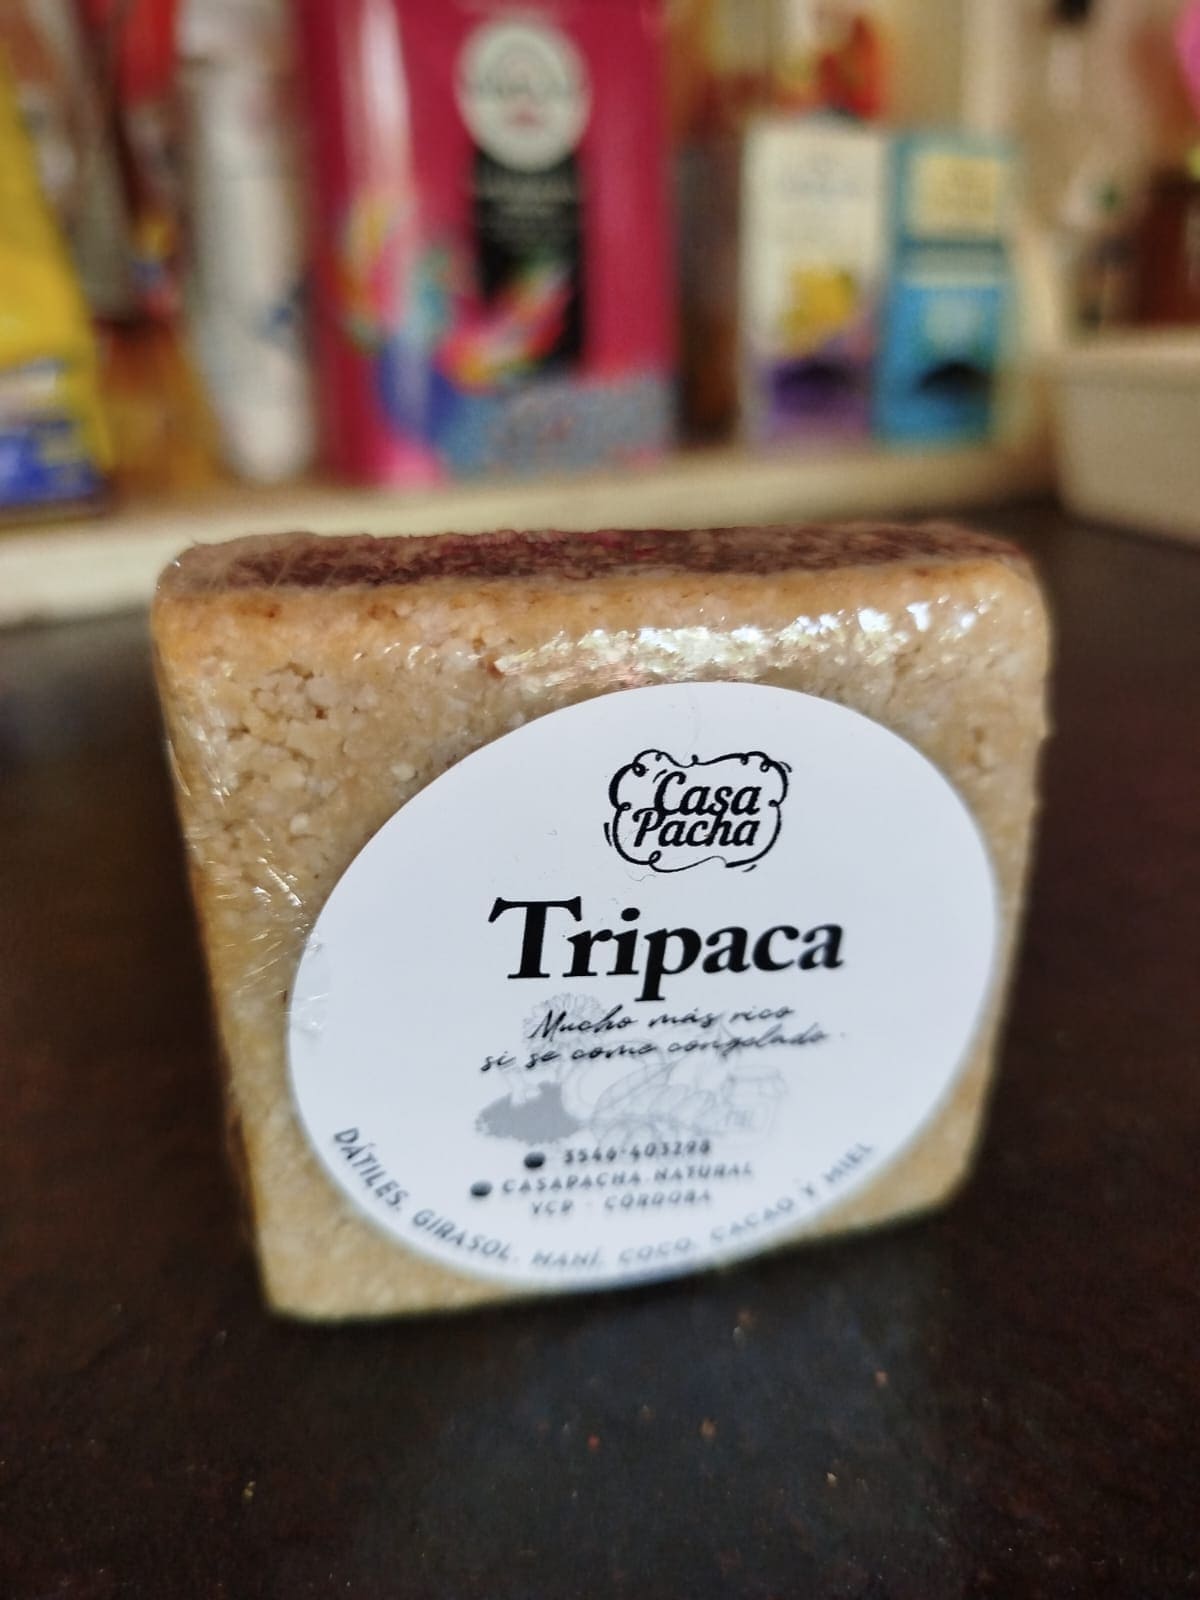 Casa
Pacha
Tripaca
Mucho más rico
si se come congelado
3546-403298
CASAPACHA NATURAL
VCP - CÓRDOBA
DÁTILES, GIRASOL, MANÍ, COCO, CACAO Y MIEL